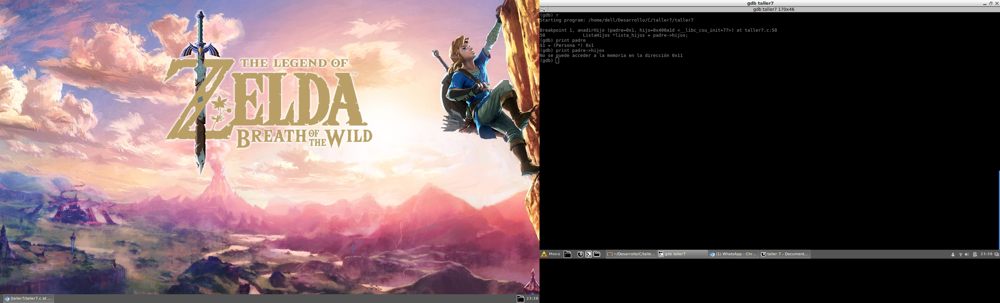 THE LEGEND OF
ZELDA™
BREATH OF THE WILD
[taller7/taller7.c at ...
23:38
gdb taller7
gdb taller7 170x46
(gdb) r
Starting program: /home/dell/Desarrollo/C/taller7/taller7
Breakpoint 1, anadirHijo (padre=0x1, hijo=0x400a1d <__libc_csu_init+77>) at taller7.c:50
50 ListaHijos *lista_hijos = padre->hijos;
(gdb) print padre
$1 = (Persona *) 0x1
(gdb) print padre->hijos
No se puede acceder a la memoria en la dirección 0x11
(gdb)
Menú ~/Desarrollo/C/talle... gdb taller7 (1) WhatsApp - Chr... taller 7 - Document... 23:38